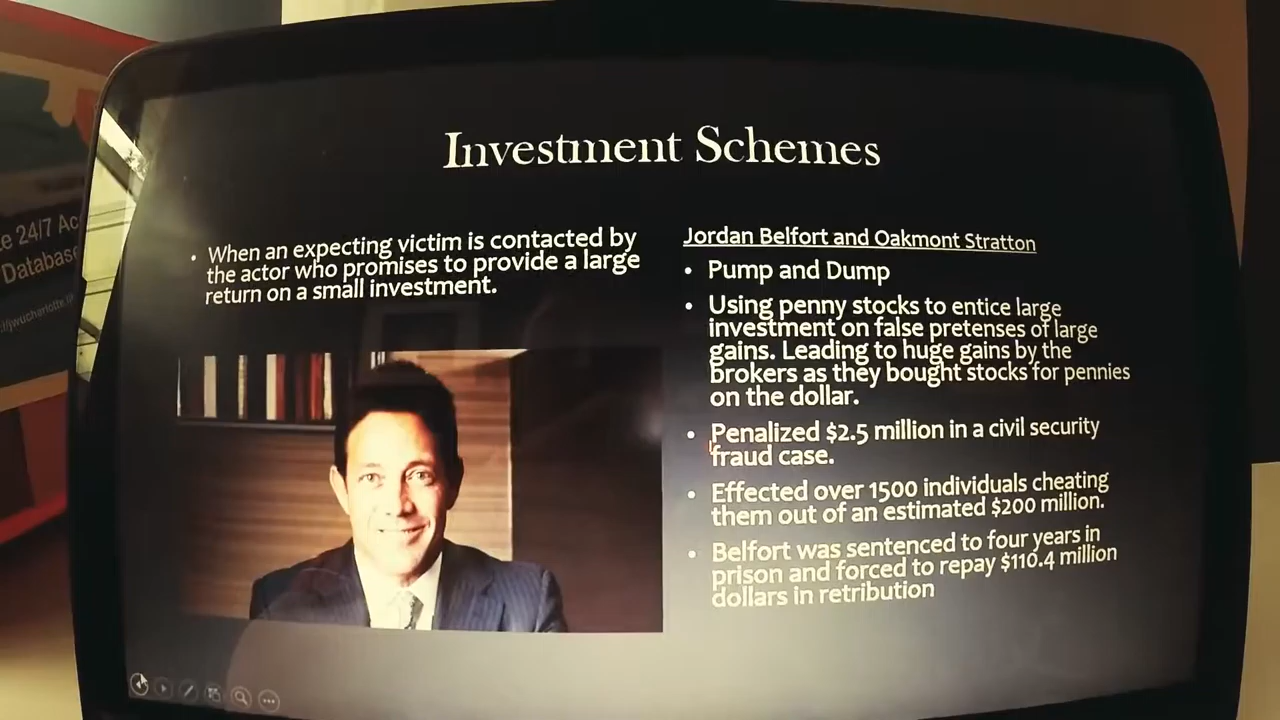 Investment Schemes
When an expecting victim is contacted by
the actor who promises to provide a large
return on a small investment.
Jordan Belfort and Oakmont Stratton
Pump and Dump
Using penny stocks to entice large
investment on false pretenses of large
gains. Leading to huge gains by the
brokers as they bought stocks for pennies
on the dollar.
Penalized $2.5 million in a civil security
fraud case.
Effected over 1500 individuals cheating
them out of an estimated $200 million.
Belfort was sentenced to four years in
prison and forced to repay $110.4 million
dollars in retribution
24/7
Database